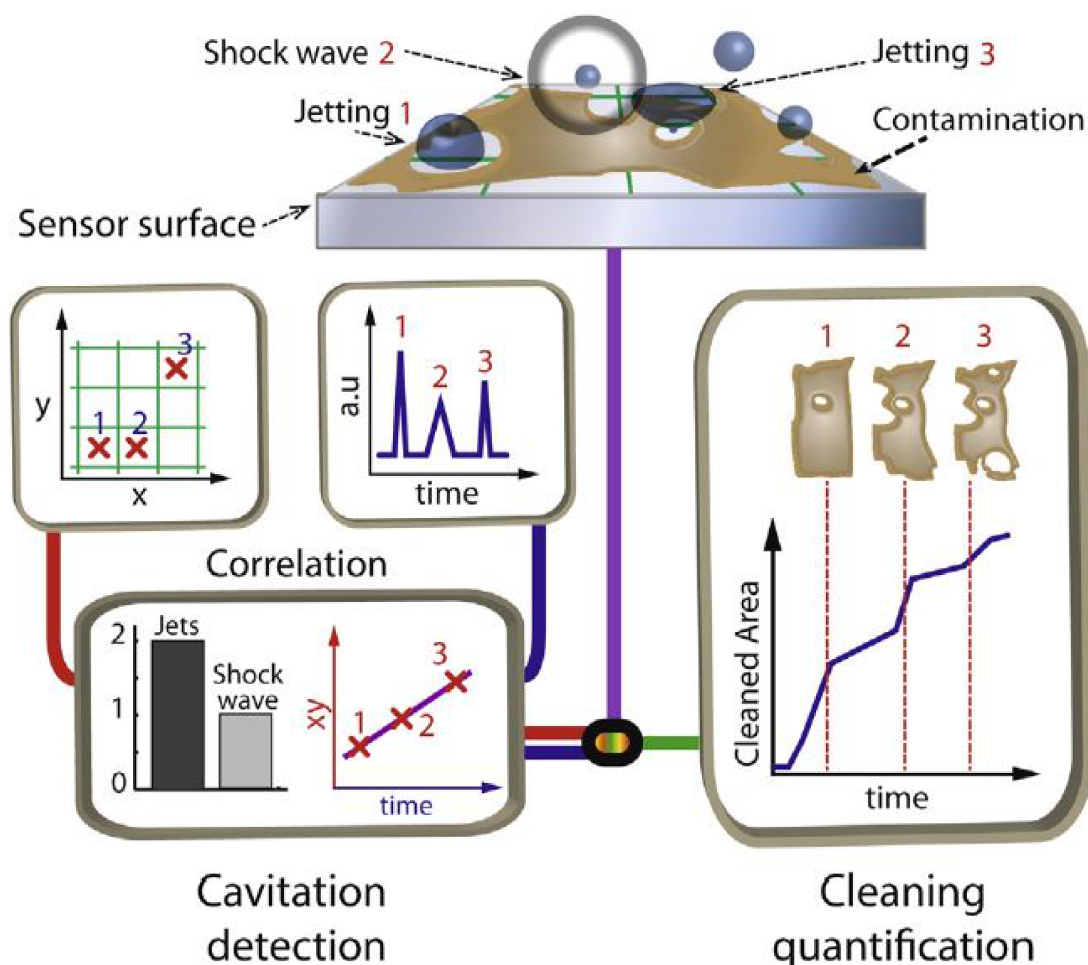 Shock wave 2
Jetting 3
Jetting 1
Contamination
Sensor surface
y
1
2
3
x
a.u
1
2
3
time
Correlation
2
1
0
Jets
Shock
wave
xy
1
2
3
time
1
2
3
Cleaned Area
time
Cavitation
detection
Cleaning
quantification